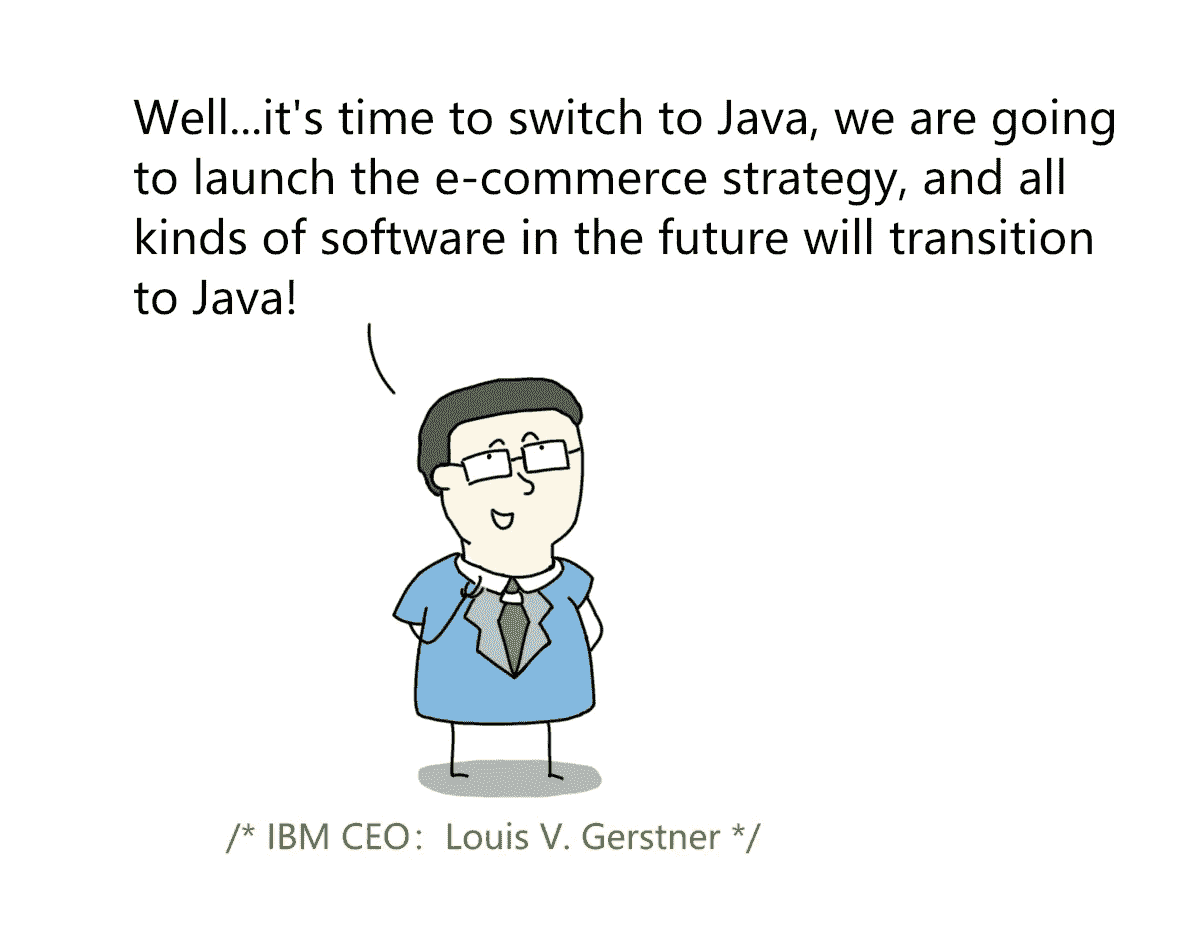 Well...it's time to switch to Java, we are going
to launch the e-commerce strategy, and all
kinds of software in the future will transition
to Java!
/* IBM CEO：Louis V. Gerstner */